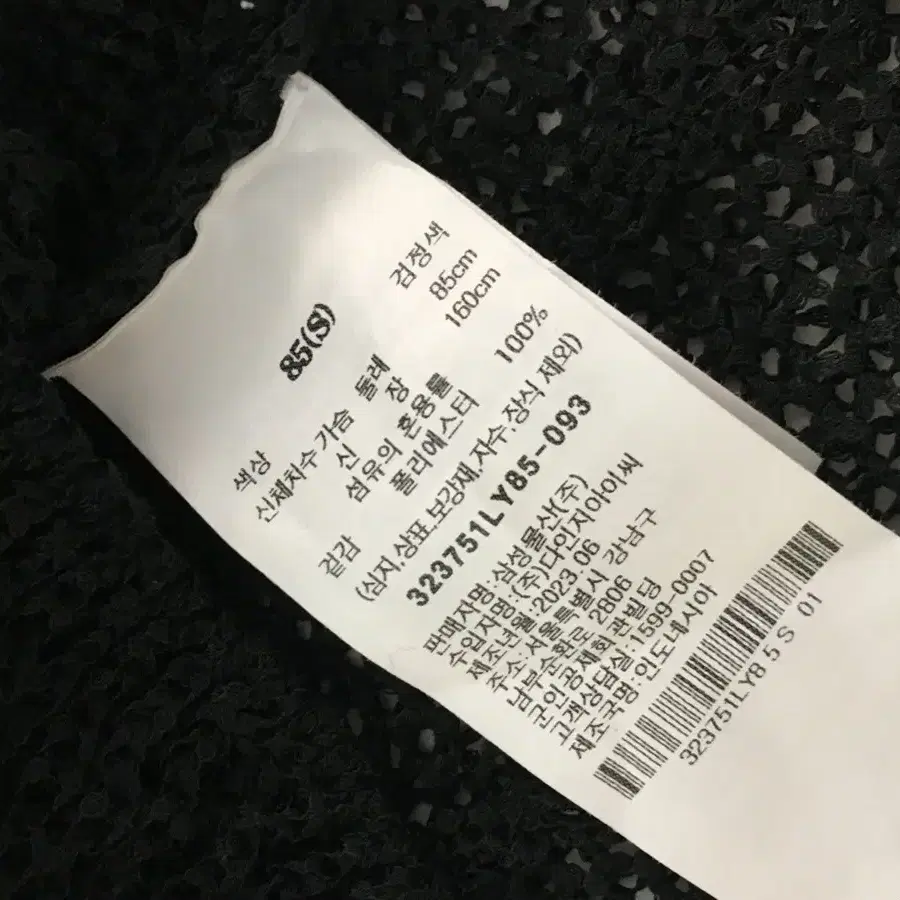 85(S)
색상 검정색
신체치수 가슴 둘레 85cm
신 장 160cm
섬유의 혼용률
겉감 폴리에스터 100%
(심지,상표,보강재,자수,장식 제외)
323751LY85-093
판매자명:삼성물산(주)
수입자명:(주)다인지아이씨
제조년월:2023.06
주소:서울특별시 강남구
남부순환로 2806
군인공제회관빌딩
고객상담실:1599-0007
제조국명:인도네시아
323751LY8 5 S 01